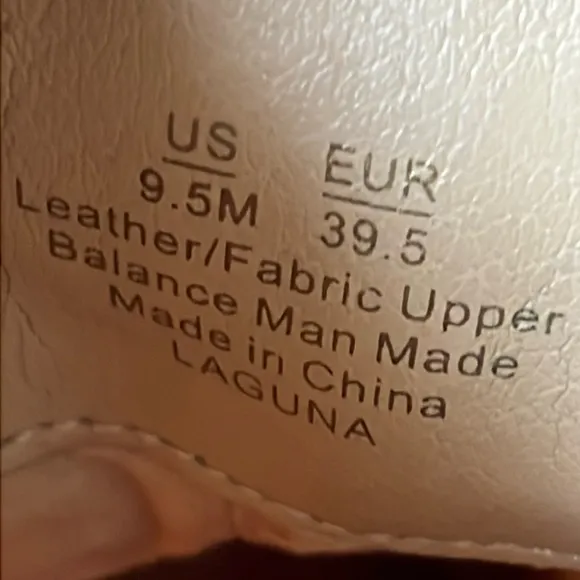 US EUR
9.5M 39.5
Leather/Fabric Upper
Balance Man Made
Made in China
LAGUNA